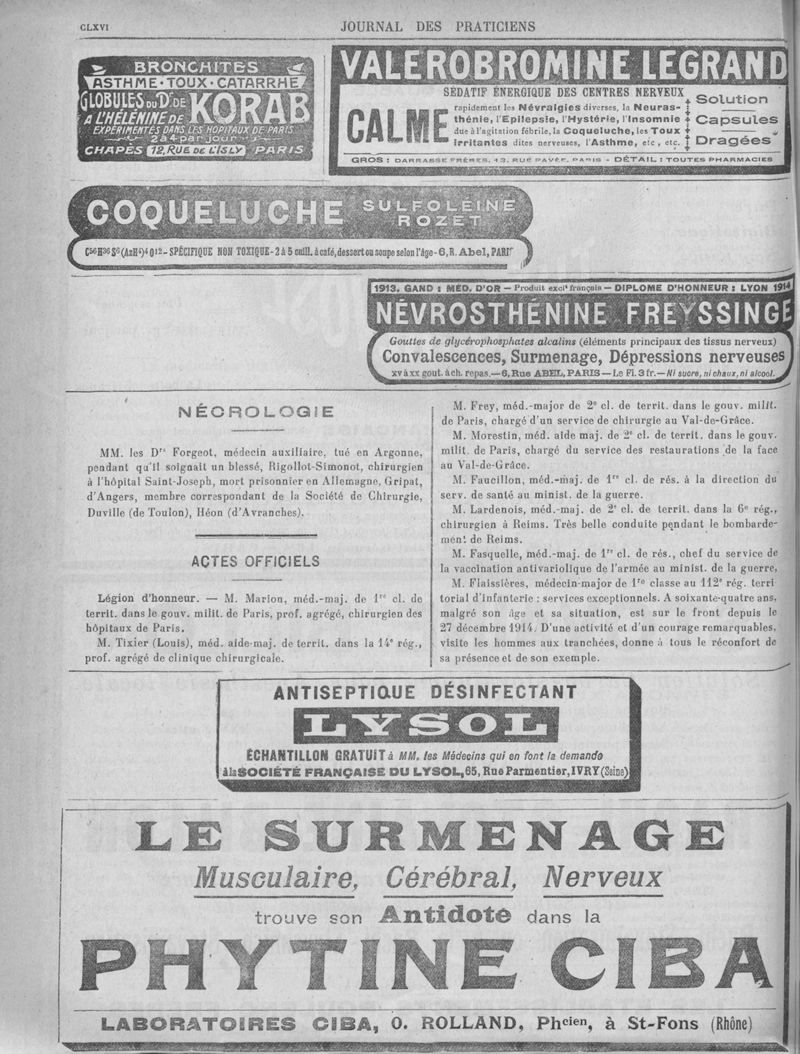 CLXVI
JOURNAL DES PRATICIENS
BRONCHITES
ASTHME·TOUX·CATARRHE
GLOBULES DU Dr DE KORAB
A L'HÉLÉNINE DE
EXPÉRIMENTÉS DANS LES HOPITAUX DE PARIS
2 à 4 par jour
CHAPÈS 12, RUE DE L'ISLY PARIS
VALEROBROMINE LEGRAND
SÉDATIF ÉNERGIQUE DES CENTRES NERVEUX
CALME
rapidement les Névralgies diverses, la Neuras-
thénie, l'Épilepsie, l'Hystérie, l'Insomnie
due à l'agitation fébrile, la Coqueluche, les Toux
irritantes dites nerveuses, l'Asthme, etc., etc.
Solution
Capsules
Dragées
GROS : DARRASSE FRÈRES, 13, RUE PAVÉE, PARIS - DÉTAIL : TOUTES PHARMACIES
COQUELUCHE SULFOLÉINE
ROZET
C56H36S6(AzH4)4O12 - SPÉCIFIQUE NON TOXIQUE - 2 à 5 cuill. à café, dessert ou soupe selon l'âge - 6, R. Abel, PARIS
1913. GAND : MÉD. D'OR — Produit exclt français — DIPLOME D'HONNEUR : LYON 1914
NÉVROSTHÉNINE FREYSSINGE
Gouttes de glycérophosphates alcalins (éléments principaux des tissus nerveux)
Convalescences, Surmenage, Dépressions nerveuses
XV à XX gout. à ch. repas. — 6, Rue ABEL, PARIS — Le Fl. 3 fr. — Ni sucre, ni chaux, ni alcool.
NÉCROLOGIE
MM. les Drs Forgeot, médecin auxiliaire, tué en Argonne,
pendant qu'il soignait un blessé, Rigollot-Simonot, chirurgien
à l'hôpital Saint-Joseph, mort prisonnier en Allemagne, Gripat,
d'Angers, membre correspondant de la Société de Chirurgie,
Duville (de Toulon), Héon (d'Avranches).
ACTES OFFICIELS
Légion d'honneur. — M. Marion, méd.-maj. de 1re cl. de
territ. dans le gouv. milit. de Paris, prof. agrégé, chirurgien des
hôpitaux de Paris.
M. Tixier (Louis), méd. aide-maj. de territ. dans la 14e rég.,
prof. agrégé de clinique chirurgicale.
M. Frey, méd.-major de 2e cl. de territ. dans le gouv. milit.
de Paris, chargé d'un service de chirurgie au Val-de-Grâce.
M. Morestin, méd. aide maj. de 2e cl. de territ. dans le gouv.
milit. de Paris, chargé du service des restaurations de la face
au Val-de-Grâce.
M. Faucillon, méd.-maj. de 1re cl. de rés. à la direction du
serv. de santé au minist. de la guerre.
M. Lardenois, méd.-maj. de 2e cl. de territ. dans la 6e rég.,
chirurgien à Reims. Très belle conduite pendant le bombarde-
ment de Reims.
M. Fasquelle, méd.-maj. de 1re cl. de rés., chef du service de
la vaccination antivariolique de l'armée au minist. de la guerre,
M. Flaissières, médecin-major de 1re classe au 112e rég. terri
torial d'infanterie : services exceptionnels. A soixante-quatre ans,
malgré son âge et sa situation, est sur le front depuis le
27 décembre 1914. D'une activité et d'un courage remarquables,
visite les hommes aux tranchées, donne à tous le réconfort de
sa présence et de son exemple.
ANTISEPTIQUE DÉSINFECTANT
LYSOL
ÉCHANTILLON GRATUIT à MM. les Médecins qui en font la demande
à la SOCIÉTÉ FRANÇAISE DU LYSOL, 65, Rue Parmentier, IVRY (Seine)
LE SURMENAGE
Musculaire, Cérébral, Nerveux
trouve son Antidote dans la
PHYTINE CIBA
LABORATOIRES CIBA, O. ROLLAND, Phcien, à St-Fons (Rhône)